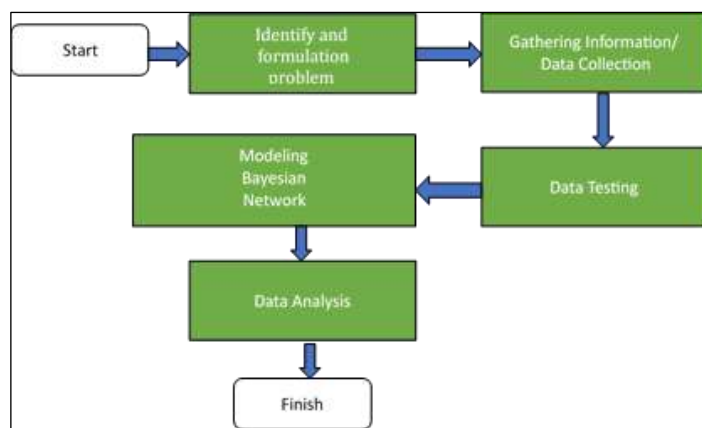 Start
Identify and
formulation
problem
Gathering Information/
Data Collection
Data Testing
Modeling
Bayesian
Network
Data Analysis
Finish